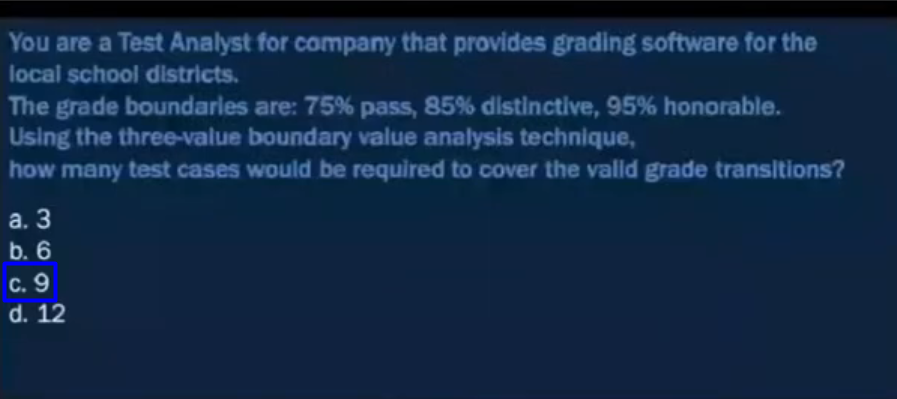 You are a Test Analyst for company that provides grading software for the
local school districts.
The grade boundaries are: 75% pass, 85% distinctive, 95% honorable.
Using the three-value boundary value analysis technique,
how many test cases would be required to cover the valid grade transitions?
a. 3
b. 6
c. 9
d. 12